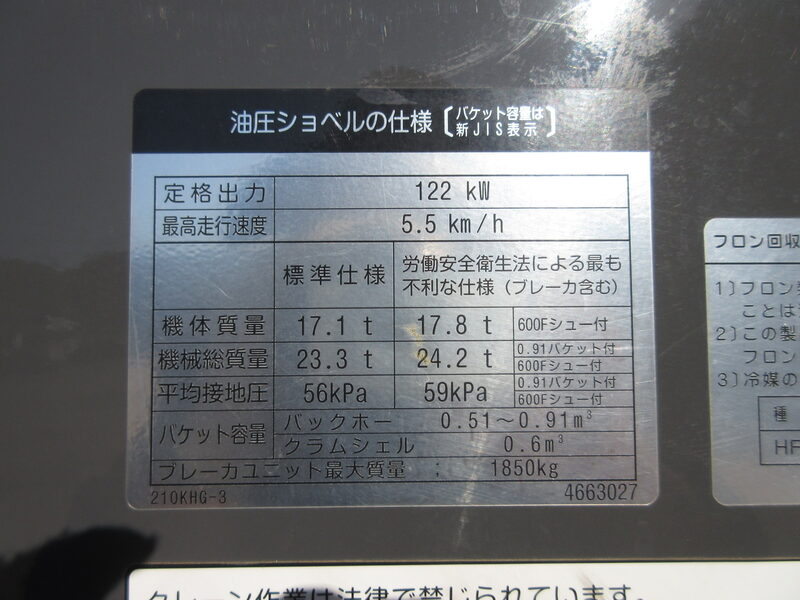 油圧ショベルの仕様〔バケット容量は
新JIS表示〕
定格出力 122 kW
最高走行速度 5.5 km/h
標準仕様 労働安全衛生法による最も
不利な仕様（ブレーカ含む）
機体質量 17.1 t 17.8 t 600Fシュー付
機械総質量 23.3 t 24.2 t 0.91バケット付
600Fシュー付
平均接地圧 56kPa 59kPa 0.91バケット付
600Fシュー付
バケット容量 バックホー 0.51～0.91m³
クラムシェル 0.6m³
ブレーカユニット最大質量 ; 1850kg
210KHG-3 4663027
フロン回収
1)フロン
ことは
2)この製
フロン
3)冷媒の
種
HF
クレーン作業は法律で禁じられています。